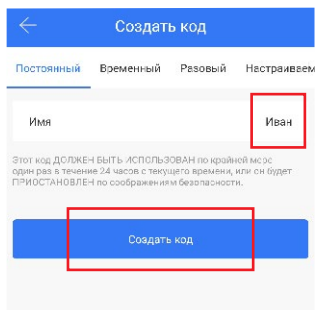 Создать код
Постоянный Временный Разовый Настраиваем
Имя Иван
Этот код ДОЛЖЕН БЫТЬ ИСПОЛЬЗОВАН по крайней мере
один раз в течение 24 часов с текущего времени, или он будет
ПРИОСТАНОВЛЕН по соображениям безопасности.
Создать код